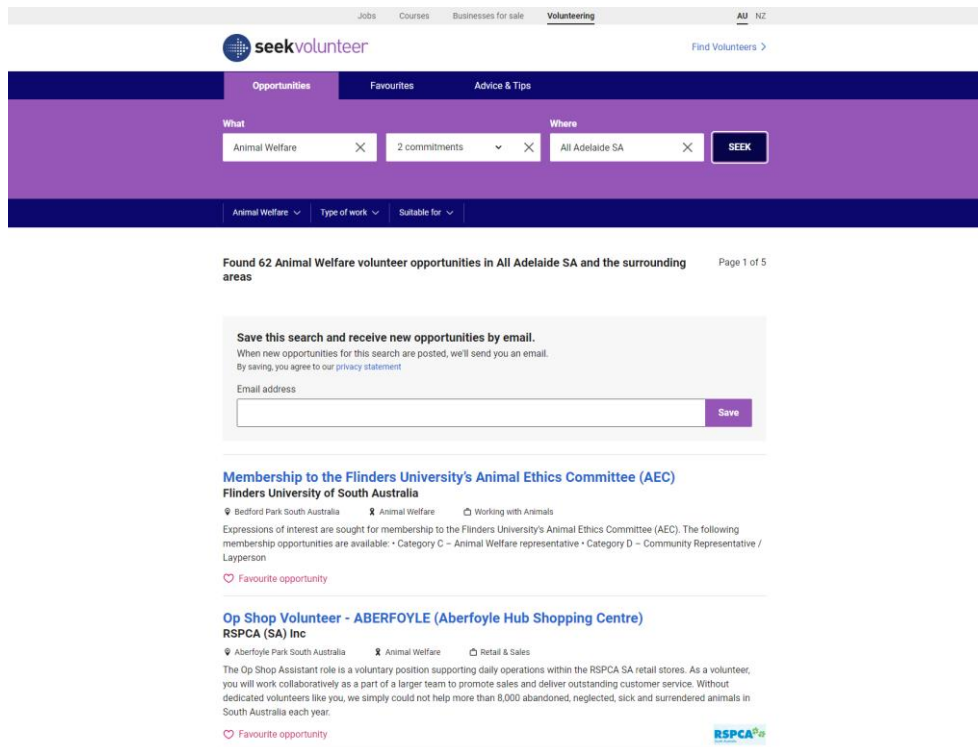 Jobs Courses Businesses for sale Volunteering AU NZ
seekvolunteer Find Volunteers >
Opportunities Favourites Advice & Tips
What Where
Animal Welfare 2 commitments All Adelaide SA SEEK
Animal Welfare Type of work Suitable for
Found 62 Animal Welfare volunteer opportunities in All Adelaide SA and the surrounding Page 1 of 5
areas
Save this search and receive new opportunities by email.
When new opportunities for this search are posted, we'll send you an email.
By saving, you agree to our privacy statement
Email address
Save
Membership to the Flinders University's Animal Ethics Committee (AEC)
Flinders University of South Australia
Bedford Park South Australia Animal Welfare Working with Animals
Expressions of interest are sought for membership to the Flinders University's Animal Ethics Committee (AEC). The following
membership opportunities are available: • Category C – Animal Welfare representative • Category D – Community Representative /
Layperson
Favourite opportunity
Op Shop Volunteer - ABERFOYLE (Aberfoyle Hub Shopping Centre)
RSPCA (SA) Inc
Aberfoyle Park South Australia Animal Welfare Retail & Sales
The Op Shop Assistant role is a voluntary position supporting daily operations within the RSPCA SA retail stores. As a volunteer,
you will work collaboratively as a part of a larger team to promote sales and deliver outstanding customer service. Without
dedicated volunteers like you, we simply could not help more than 8,000 abandoned, neglected, sick and surrendered animals in
South Australia each year.
Favourite opportunity RSPCA